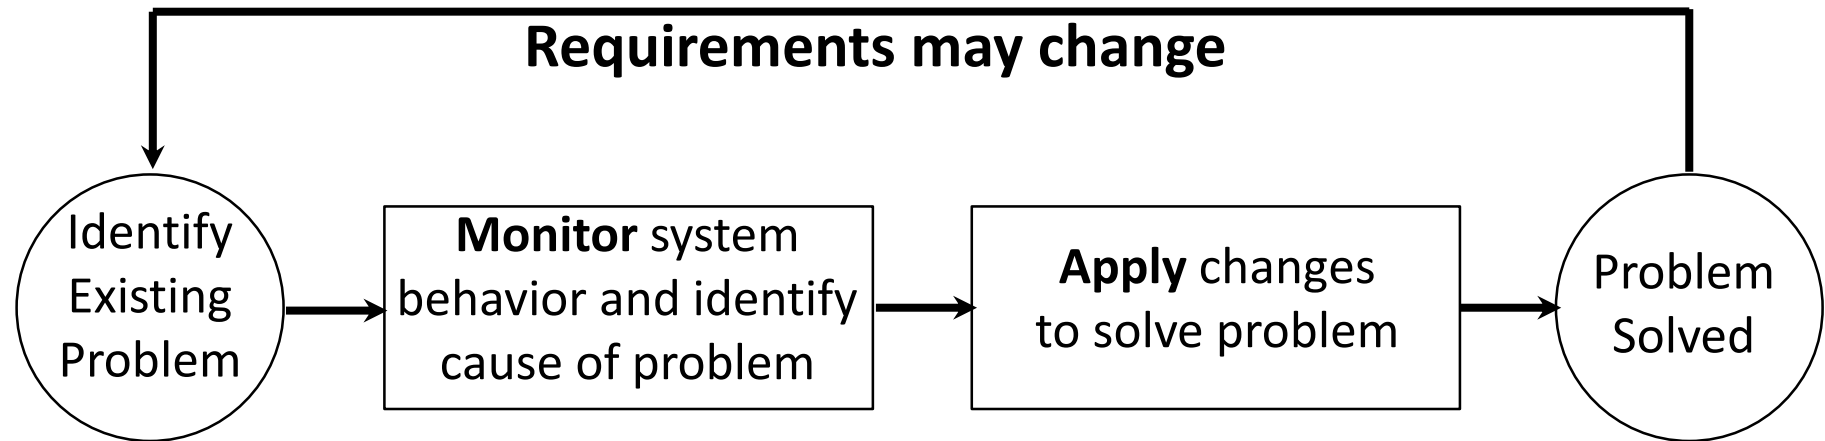 Requirements may change
Identify
Existing
Problem
Monitor system
behavior and identify
cause of problem
Apply changes
to solve problem
Problem
Solved